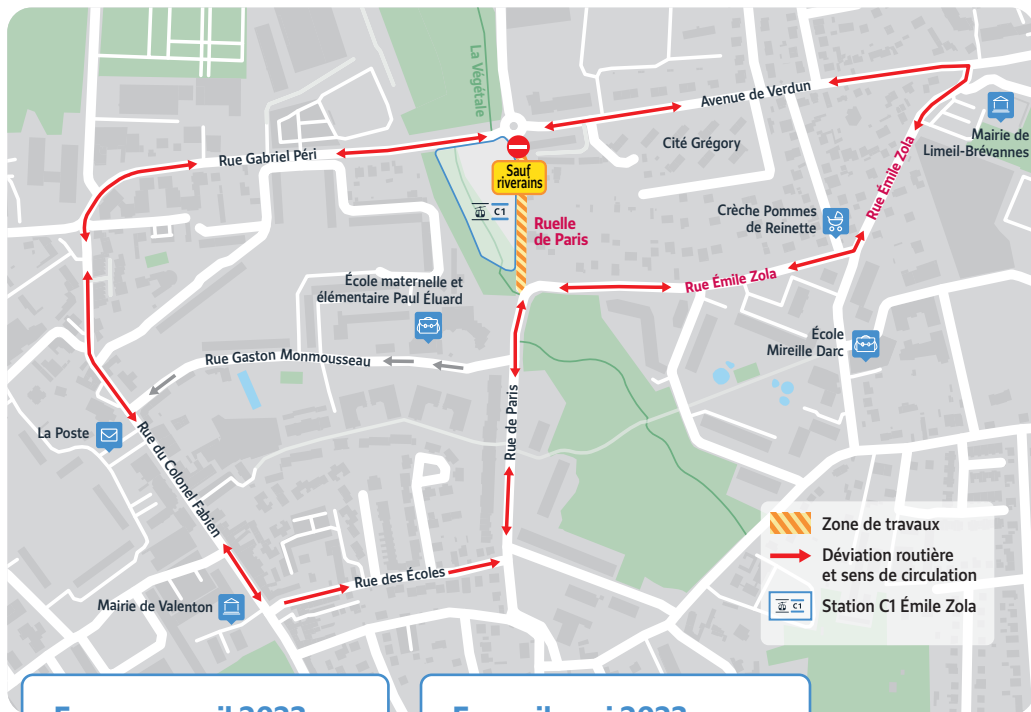 La Végétale
Avenue de Verdun
Mairie de
Limeil-Brévannes
Cité Grégory
Rue Gabriel Péri
Sauf
riverains
C1
Ruelle
de Paris
Crèche Pommes
de Reinette
Rue Émile Zola
Rue Émile Zola
École maternelle et
élémentaire Paul Éluard
École
Mireille Darc
Rue Gaston Monmousseau
Rue de Paris
La Poste
Rue du Colonel Fabien
Rue des Écoles
Mairie de Valenton
Zone de travaux
Déviation routière
et sens de circulation
C1
Station C1 Émile Zola